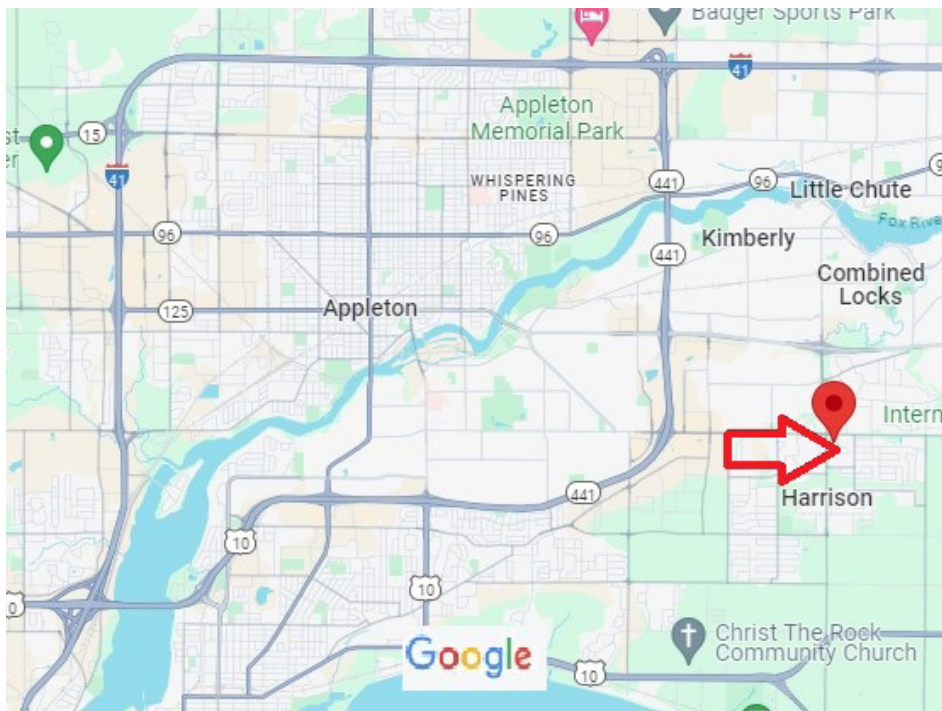 Badger Sports Park
41
Appleton
Memorial Park
15
41
WHISPERING
PINES
441
96
Little Chute
Fox River
96
96
Kimberly
441
Combined
Locks
125
Appleton
Intern
Harrison
441
10
10
Christ The Rock
Community Church
Google
10